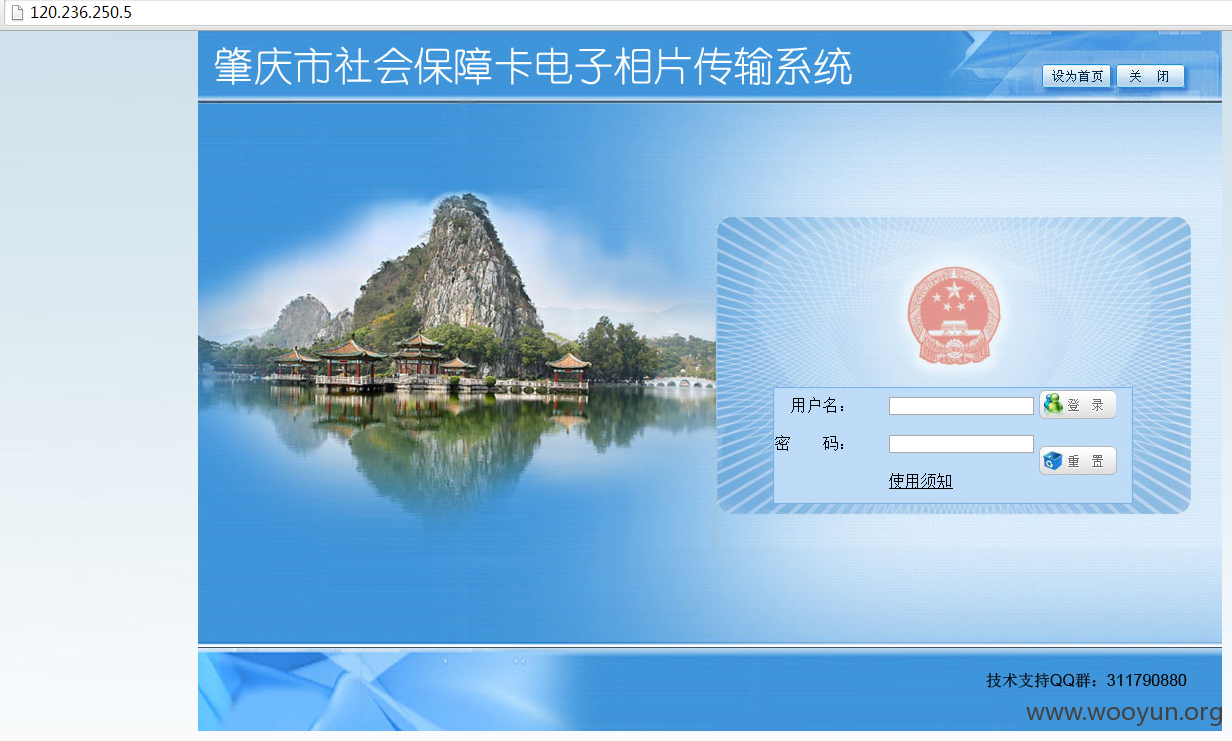 120.236.250.5
肇庆市社会保障卡电子相片传输系统
设为首页 关 闭
用户名： 登 录
密 码： 重 置
使用须知
技术支持QQ群：311790880
www.wooyun.org